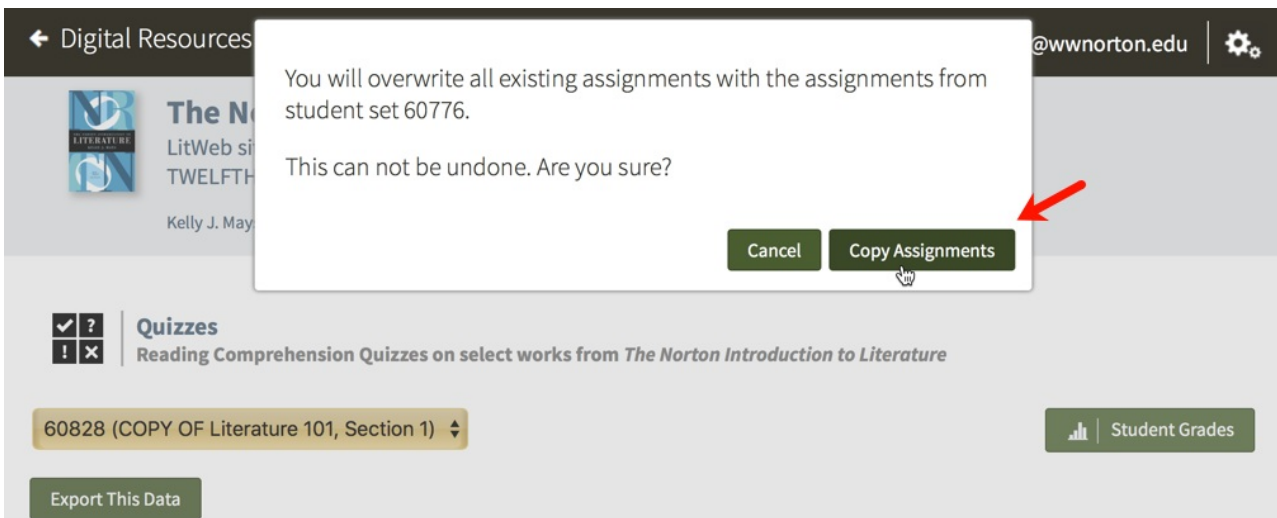 Digital Resources
@wwnorton.edu
You will overwrite all existing assignments with the assignments from
student set 60776.
This can not be undone. Are you sure?
Cancel
Copy Assignments
LITERATURE
The No
LitWeb si
TWELFTH
Kelly J. May
Quizzes
Reading Comprehension Quizzes on select works from The Norton Introduction to Literature
60828 (COPY OF Literature 101, Section 1)
Student Grades
Export This Data